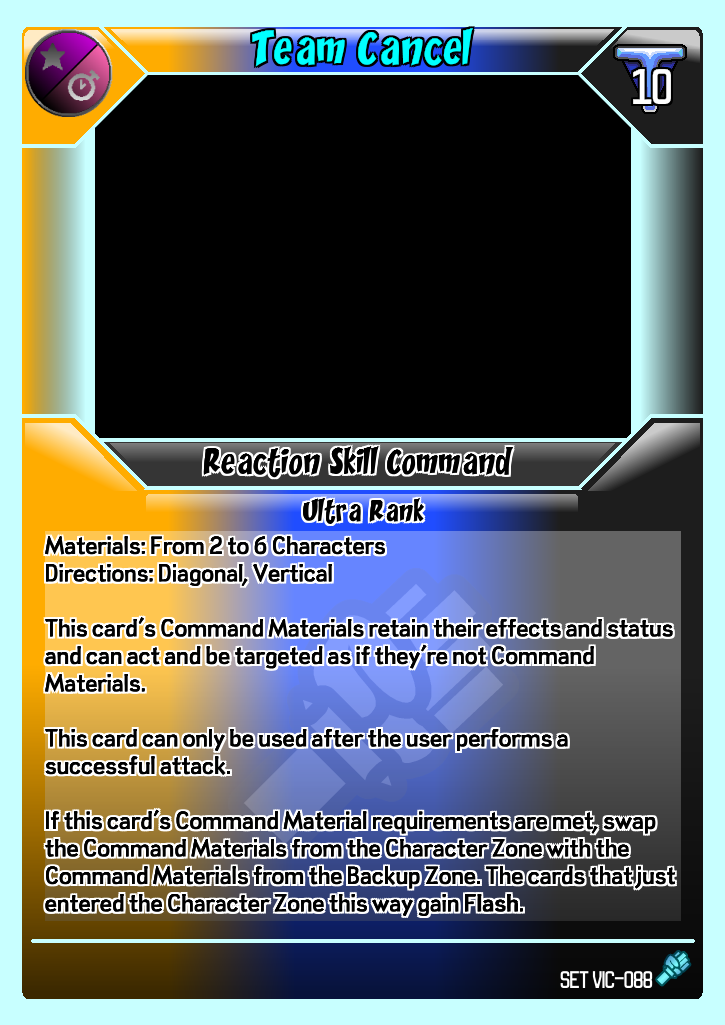 Team Cancel
10
Reaction Skill Command
Ultra Rank
Materials: From 2 to 6 Characters
Directions: Diagonal, Vertical
This card's Command Materials retain their effects and status
and can act and be targeted as if they're not Command
Materials.
This card can only be used after the user performs a
successful attack.
If this card's Command Material requirements are met, swap
the Command Materials from the Character Zone with the
Command Materials from the Backup Zone. The cards that just
entered the Character Zone this way gain Flash.
SET VIC-088